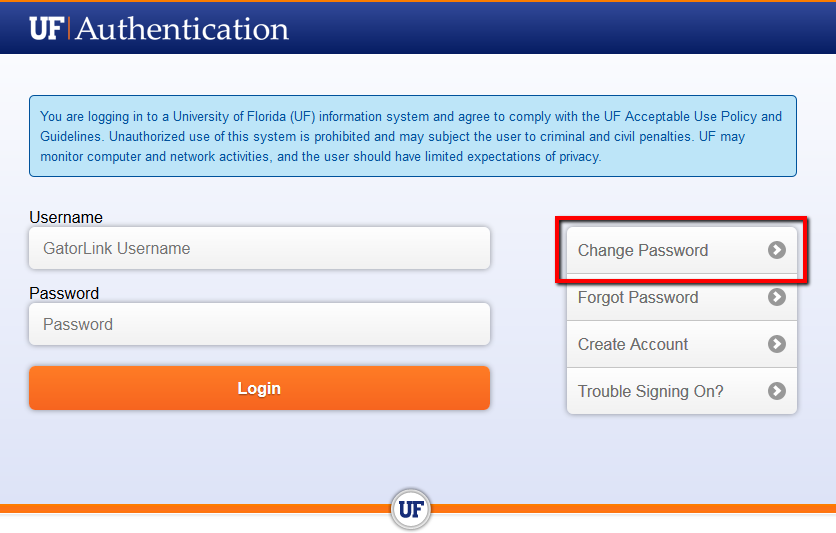 UF Authentication
You are logging in to a University of Florida (UF) information system and agree to comply with the UF Acceptable Use Policy and
Guidelines. Unauthorized use of this system is prohibited and may subject the user to criminal and civil penalties. UF may
monitor computer and network activities, and the user should have limited expectations of privacy.
Username
GatorLink Username
Password
Password
Login
Change Password
Forgot Password
Create Account
Trouble Signing On?
UF